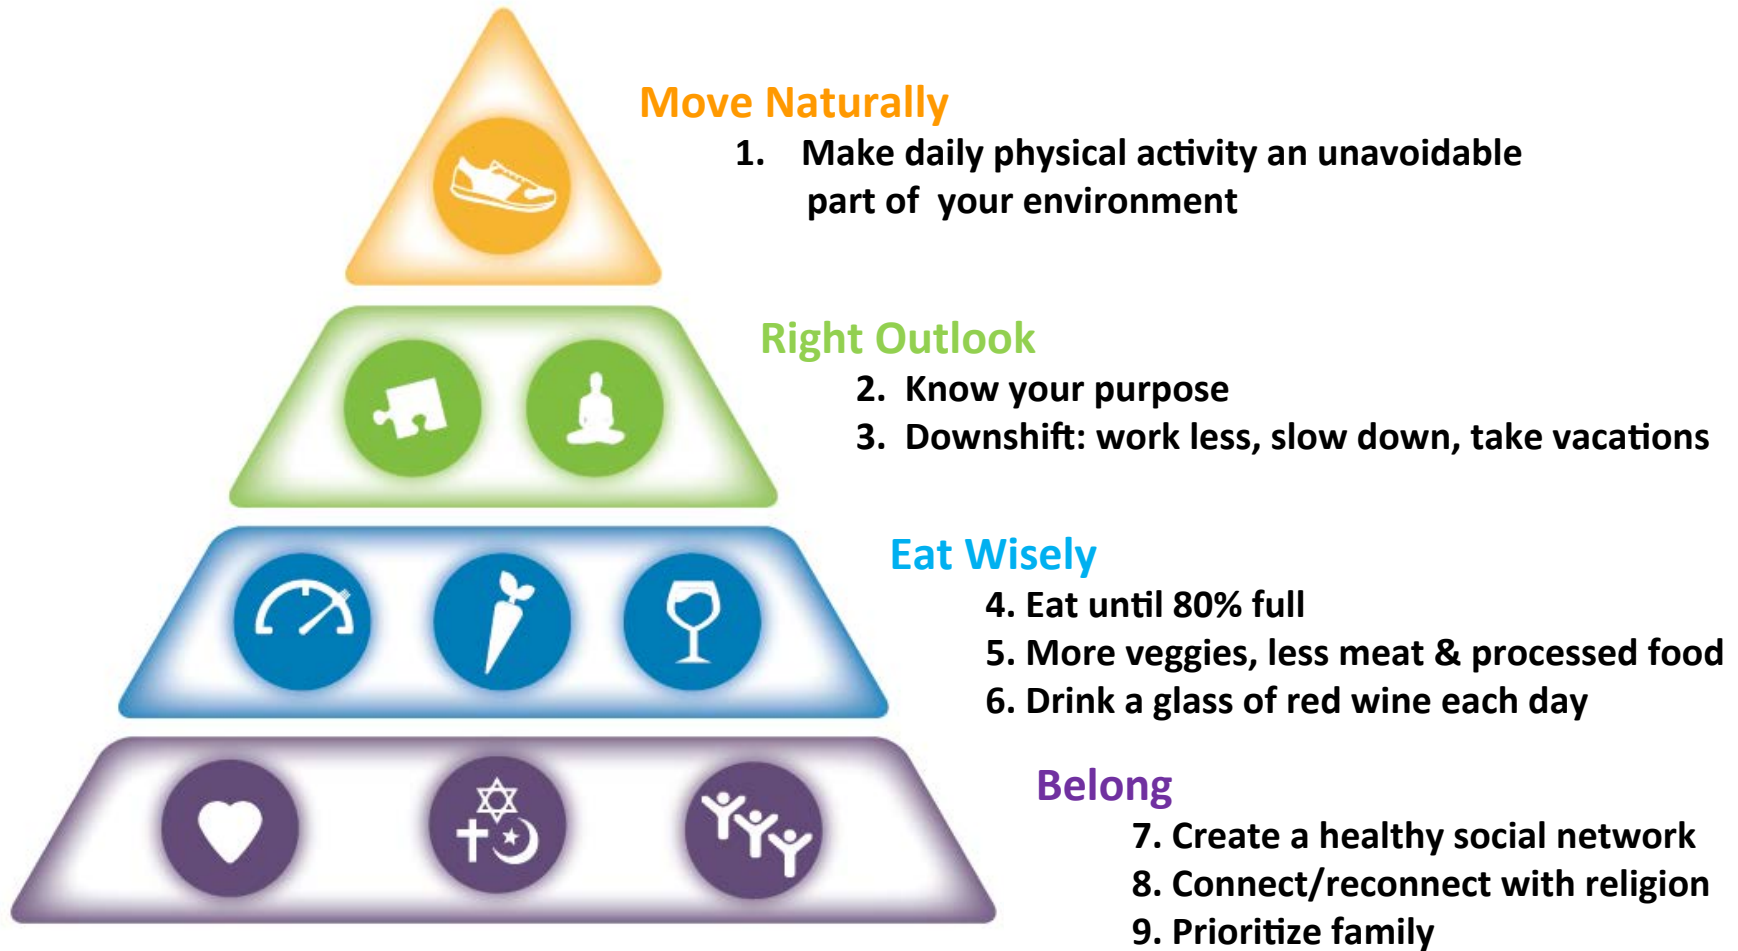 Move Naturally
1. Make daily physical activity an unavoidable
part of your environment
Right Outlook
2. Know your purpose
3. Downshift: work less, slow down, take vacations
Eat Wisely
4. Eat until 80% full
5. More veggies, less meat & processed food
6. Drink a glass of red wine each day
Belong
7. Create a healthy social network
8. Connect/reconnect with religion
9. Prioritize family